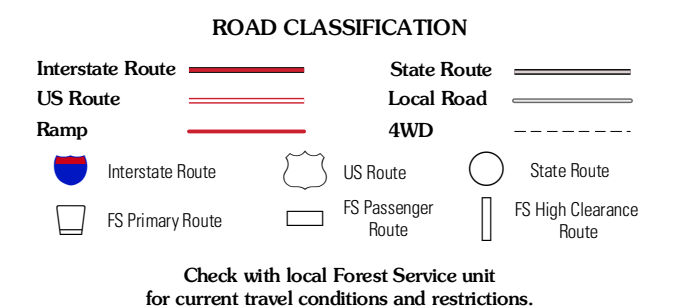 ROAD CLASSIFICATION
Interstate Route
State Route
US Route
Local Road
Ramp
4WD
Interstate Route
US Route
State Route
FS Primary Route
FS Passenger
Route
FS High Clearance
Route
Check with local Forest Service unit
for current travel conditions and restrictions.